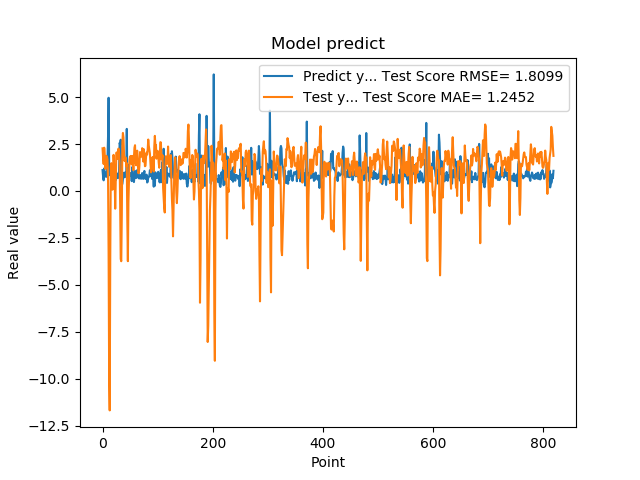 Model predict
Predict y... Test Score RMSE= 1.8099
Test y... Test Score MAE= 1.2452
5.0
2.5
0.0
−2.5
−5.0
−7.5
−10.0
−12.5
Real value
0 200 400 600 800
Point